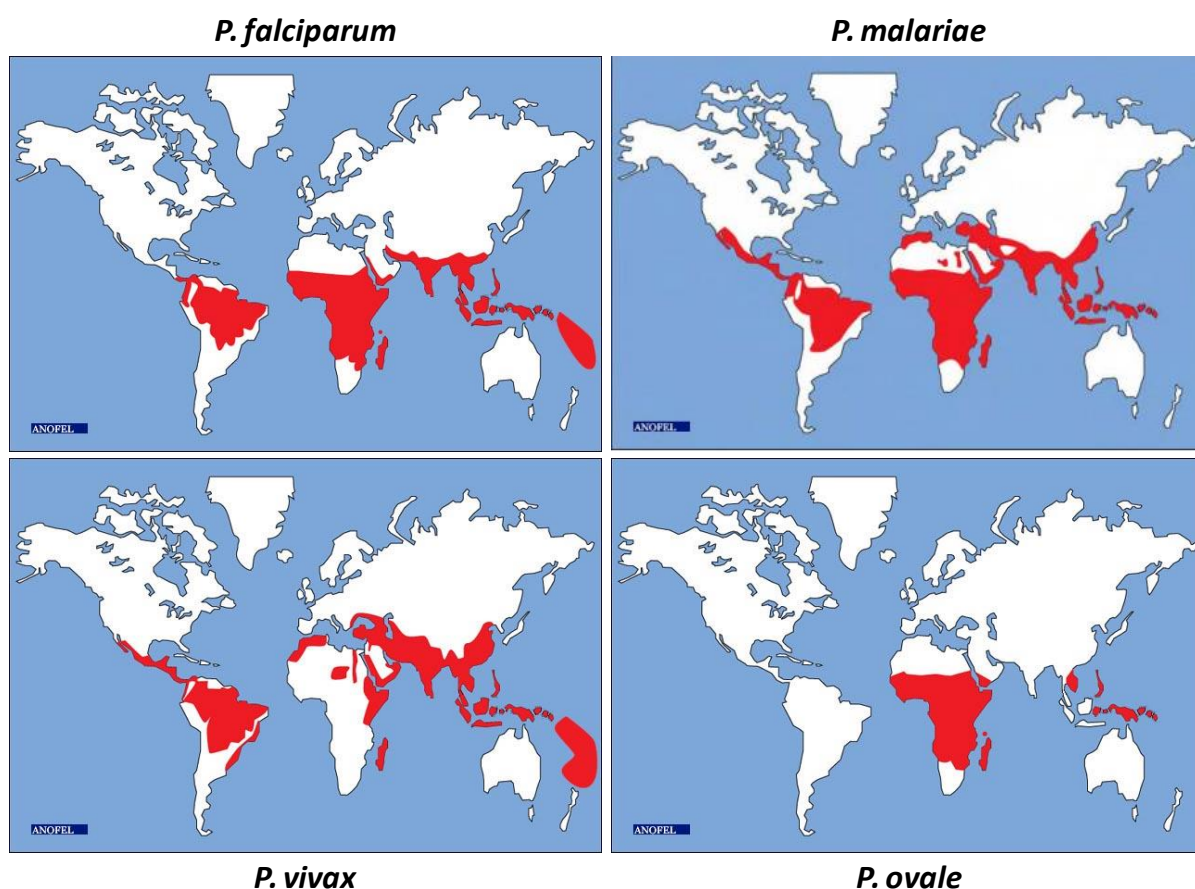 P. falciparum
P. malariae
ANOFEL
ANOFEL
ANOFEL
ANOFEL
P. vivax
P. ovale